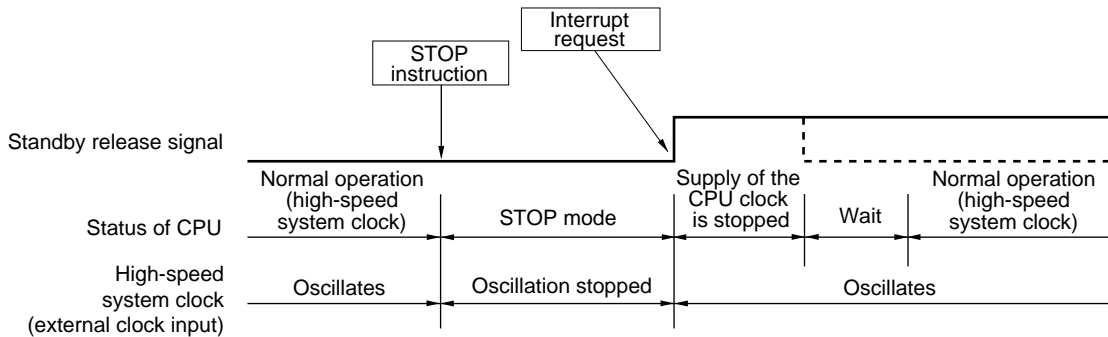 Interrupt
request
STOP
instruction
Standby release signal
Normal operation
(high-speed
system clock)
Supply of the
CPU clock
is stopped
Normal operation
(high-speed
system clock)
Status of CPU
STOP mode
Wait
High-speed
system clock
(external clock input)
Oscillates
Oscillation stopped
Oscillates